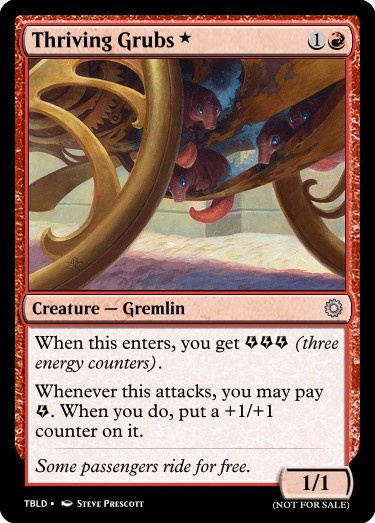 Thriving Grubs ★ 1
Creature — Gremlin
When this enters, you get (three
energy counters).
Whenever this attacks, you may pay
. When you do, put a +1/+1
counter on it.
Some passengers ride for free.
1/1
TBLD • Steve Prescott
(NOT FOR SALE)